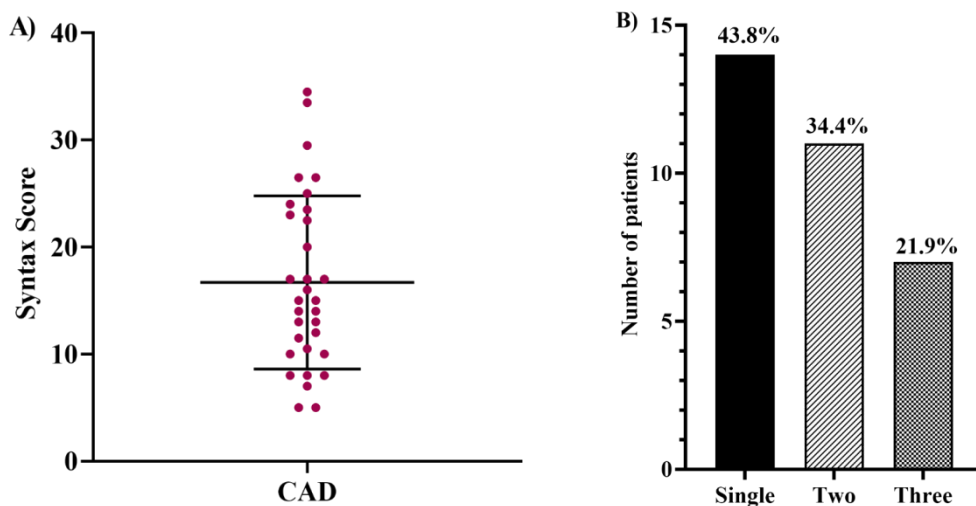 A)
Syntax Score
40
30
20
10
0
CAD
B)
Number of patients
15
10
5
0
43.8%
34.4%
21.9%
Single Two Three